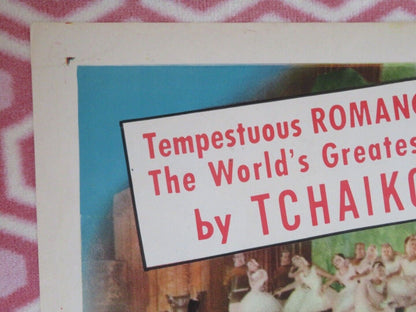 Tempestuous ROMANC
The World's Greates
by TCHAIKO